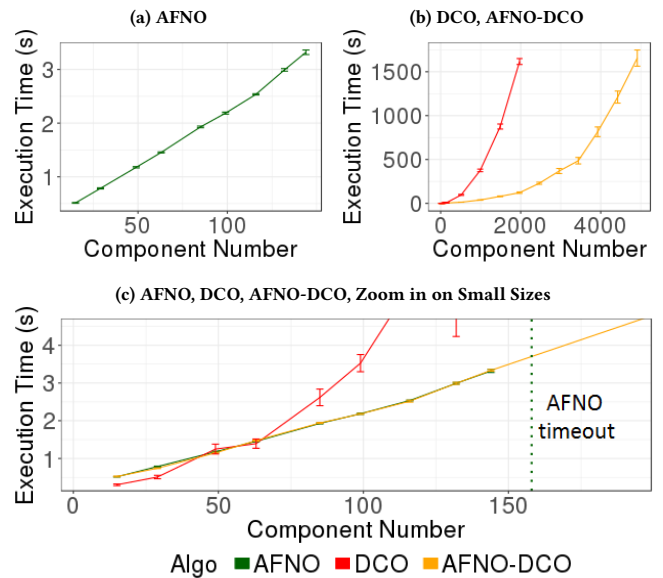 (a) AFNO
Execution Time (s)
3
2
1
50 100
Component Number
(b) DCO, AFNO-DCO
Execution Time (s)
1500
1000
500
0
0 2000 4000
Component Number
(c) AFNO, DCO, AFNO-DCO, Zoom in on Small Sizes
Execution Time (s)
4
3
2
1
AFNO
timeout
0 50 100 150
Component Number
Algo AFNO DCO AFNO-DCO